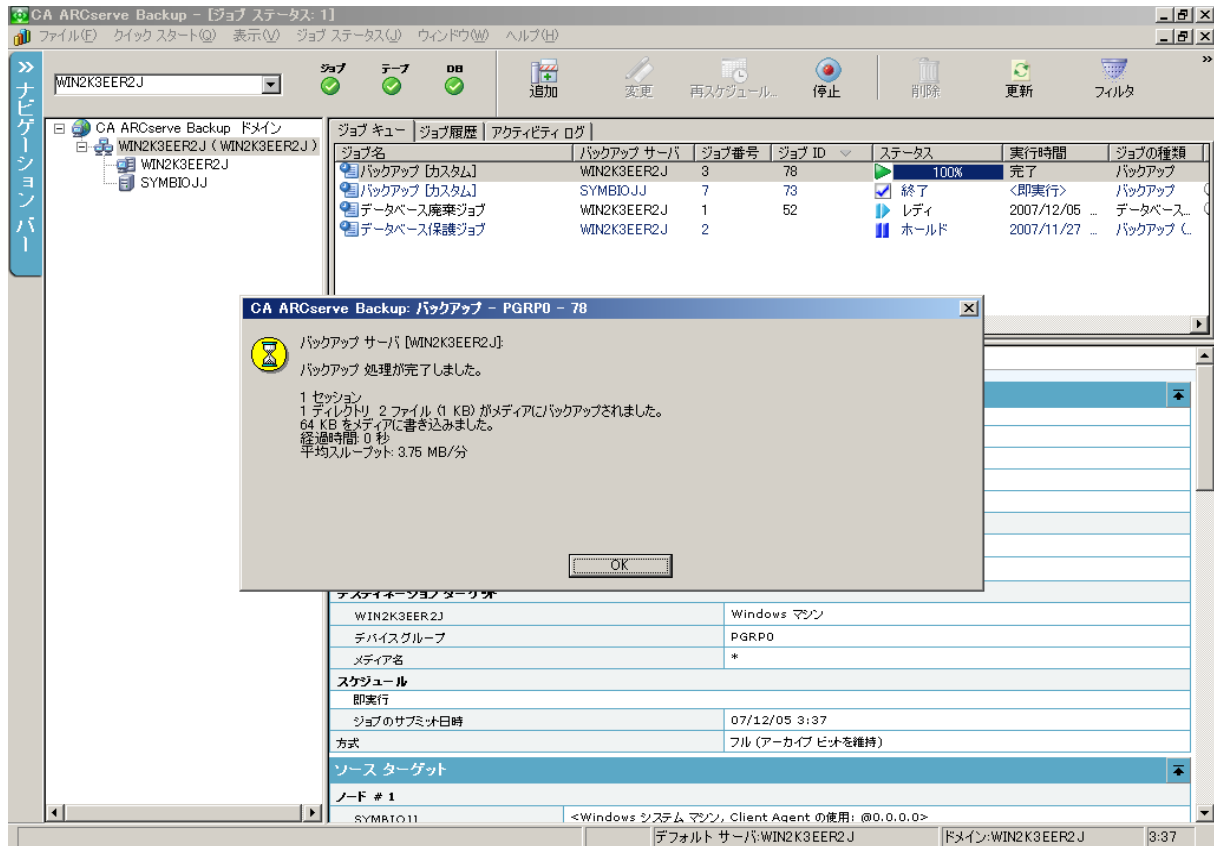 CA ARCserve Backup - [ジョブ ステータス: 1]
ファイル(F) クイック スタート(Q) 表示(V) ジョブ ステータス(J) ウィンドウ(W) ヘルプ(H)
ナビゲーション バー
WIN2K3EER2J
ジョブ テープ DB
追加 変更 再スケジュール... 停止 削除 更新 フィルタ
CA ARCserve Backup ドメイン
WIN2K3EER2J ( WIN2K3EER2J )
WIN2K3EER2J
SYMBIOJJ
ジョブ キュー ジョブ履歴 アクティビティ ログ
ジョブ名 バックアップ サーバ ジョブ番号 ジョブ ID ステータス 実行時間 ジョブの種類
バックアップ [カスタム] WIN2K3EER2J 3 78 100% 完了 バックアップ
バックアップ [カスタム] SYMBIOJJ 7 73 終了 <即実行> バックアップ
データベース廃棄ジョブ WIN2K3EER2J 1 52 レディ 2007/12/05 ... データベース...
データベース保護ジョブ WIN2K3EER2J 2 ホールド 2007/11/27 ... バックアップ (...
CA ARCserve Backup: バックアップ - PGRP0 - 78
バックアップ サーバ [WIN2K3EER2J]:
バックアップ 処理が完了しました。
1 セッション
1 ディレクトリ 2 ファイル (1 KB) がメディアにバックアップされました。
64 KB をメディアに書き込みました。
経過時間: 0 秒
平均スループット: 3.75 MB/分
OK
デスティネーション ターゲット
WIN2K3EER2J Windows マシン
デバイスグループ PGRP0
メディア名 *
スケジュール
即実行
ジョブのサブミット日時 07/12/05 3:37
方式 フル (アーカイブ ビットを維持)
ソース ターゲット
ノード # 1
SYMBIOJJ <Windows システム マシン, Client Agent の使用: @0.0.0.0>
デフォルト サーバ:WIN2K3EER2J ドメイン:WIN2K3EER2J 3:37